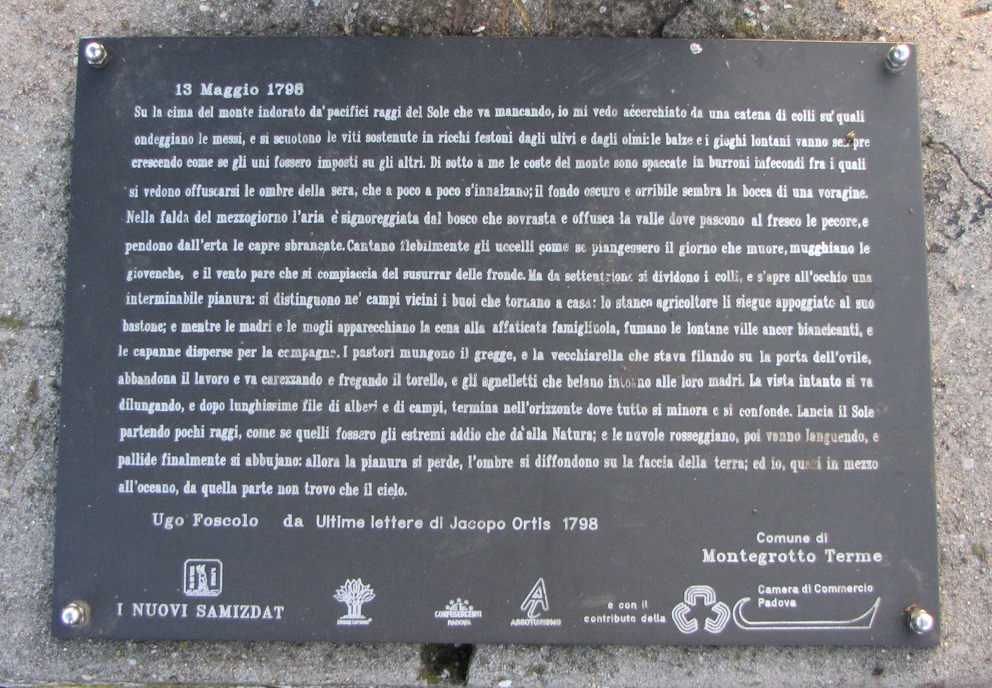 13 Maggio 1798
Su la cima del monte indorato da' pacifici raggi del Sole che va mancando, io mi vedo accerchiato da una catena di colli su' quali
ondeggiano le messi, e si scuotono le viti sostenute in ricchi festoni dagli ulivi e dagli olmi: le balze e i gioghi lontani vanno sempre
crescendo come se gli uni fossero imposti su gli altri. Di sotto a me le coste del monte sono spaccate in burroni infecondi fra i quali
si vedono offuscarsi le ombre della sera, che a poco a poco s'innalzano; il fondo oscuro e orribile sembra la bocca di una voragine.
Nella falda del mezzogiorno l'aria è signoreggiata dal bosco che sovrasta e offusca la valle dove pascono al fresco le pecore, e
pendono dall'erta le capre sbrancate. Cantano flebilmente gli uccelli come se piangessero il giorno che muore, mugghiano le
giovenche, e il vento pare che si compiaccia del susurrar delle fronde. Ma da settentrione si dividono i colli, e s'apre all'occhio una
interminabile pianura: si distinguono ne' campi vicini i buoi che tornano a casa: lo stanco agricoltore li siegue appoggiato al suo
bastone; e mentre le madri e le mogli apparecchiano la cena alla affaticata famigliuola, fumano le lontane ville ancor biancicanti, e
le capanne disperse per la campagna. I pastori mungono il gregge, e la vecchiarella che stava filando su la porta dell'ovile,
abbandona il lavoro e va carezzando e fregando il torello, e gli agnelletti che belano intorno alle loro madri. La vista intanto si va
dilungando, e dopo lunghissime file di alberi e di campi, termina nell'orizzonte dove tutto si minora e si confonde. Lancia il Sole
partendo pochi raggi, come se quelli fossero gli estremi addio che dà alla Natura; e le nuvole rosseggiano, poi vanno languendo, e
pallide finalmente si abbujano: allora la pianura si perde, l'ombre si diffondono su la faccia della terra; ed io, quasi in mezzo
all'oceano, da quella parte non trovo che il cielo.
Ugo Foscolo da Ultime lettere di Jacopo Ortis 1798
Comune di
Montegrotto Terme
I NUOVI SAMIZDAT
CONFESERCENTI
PADOVA
ASSOTURISMO
e con il
contributo della
Camera di Commercio
Padova